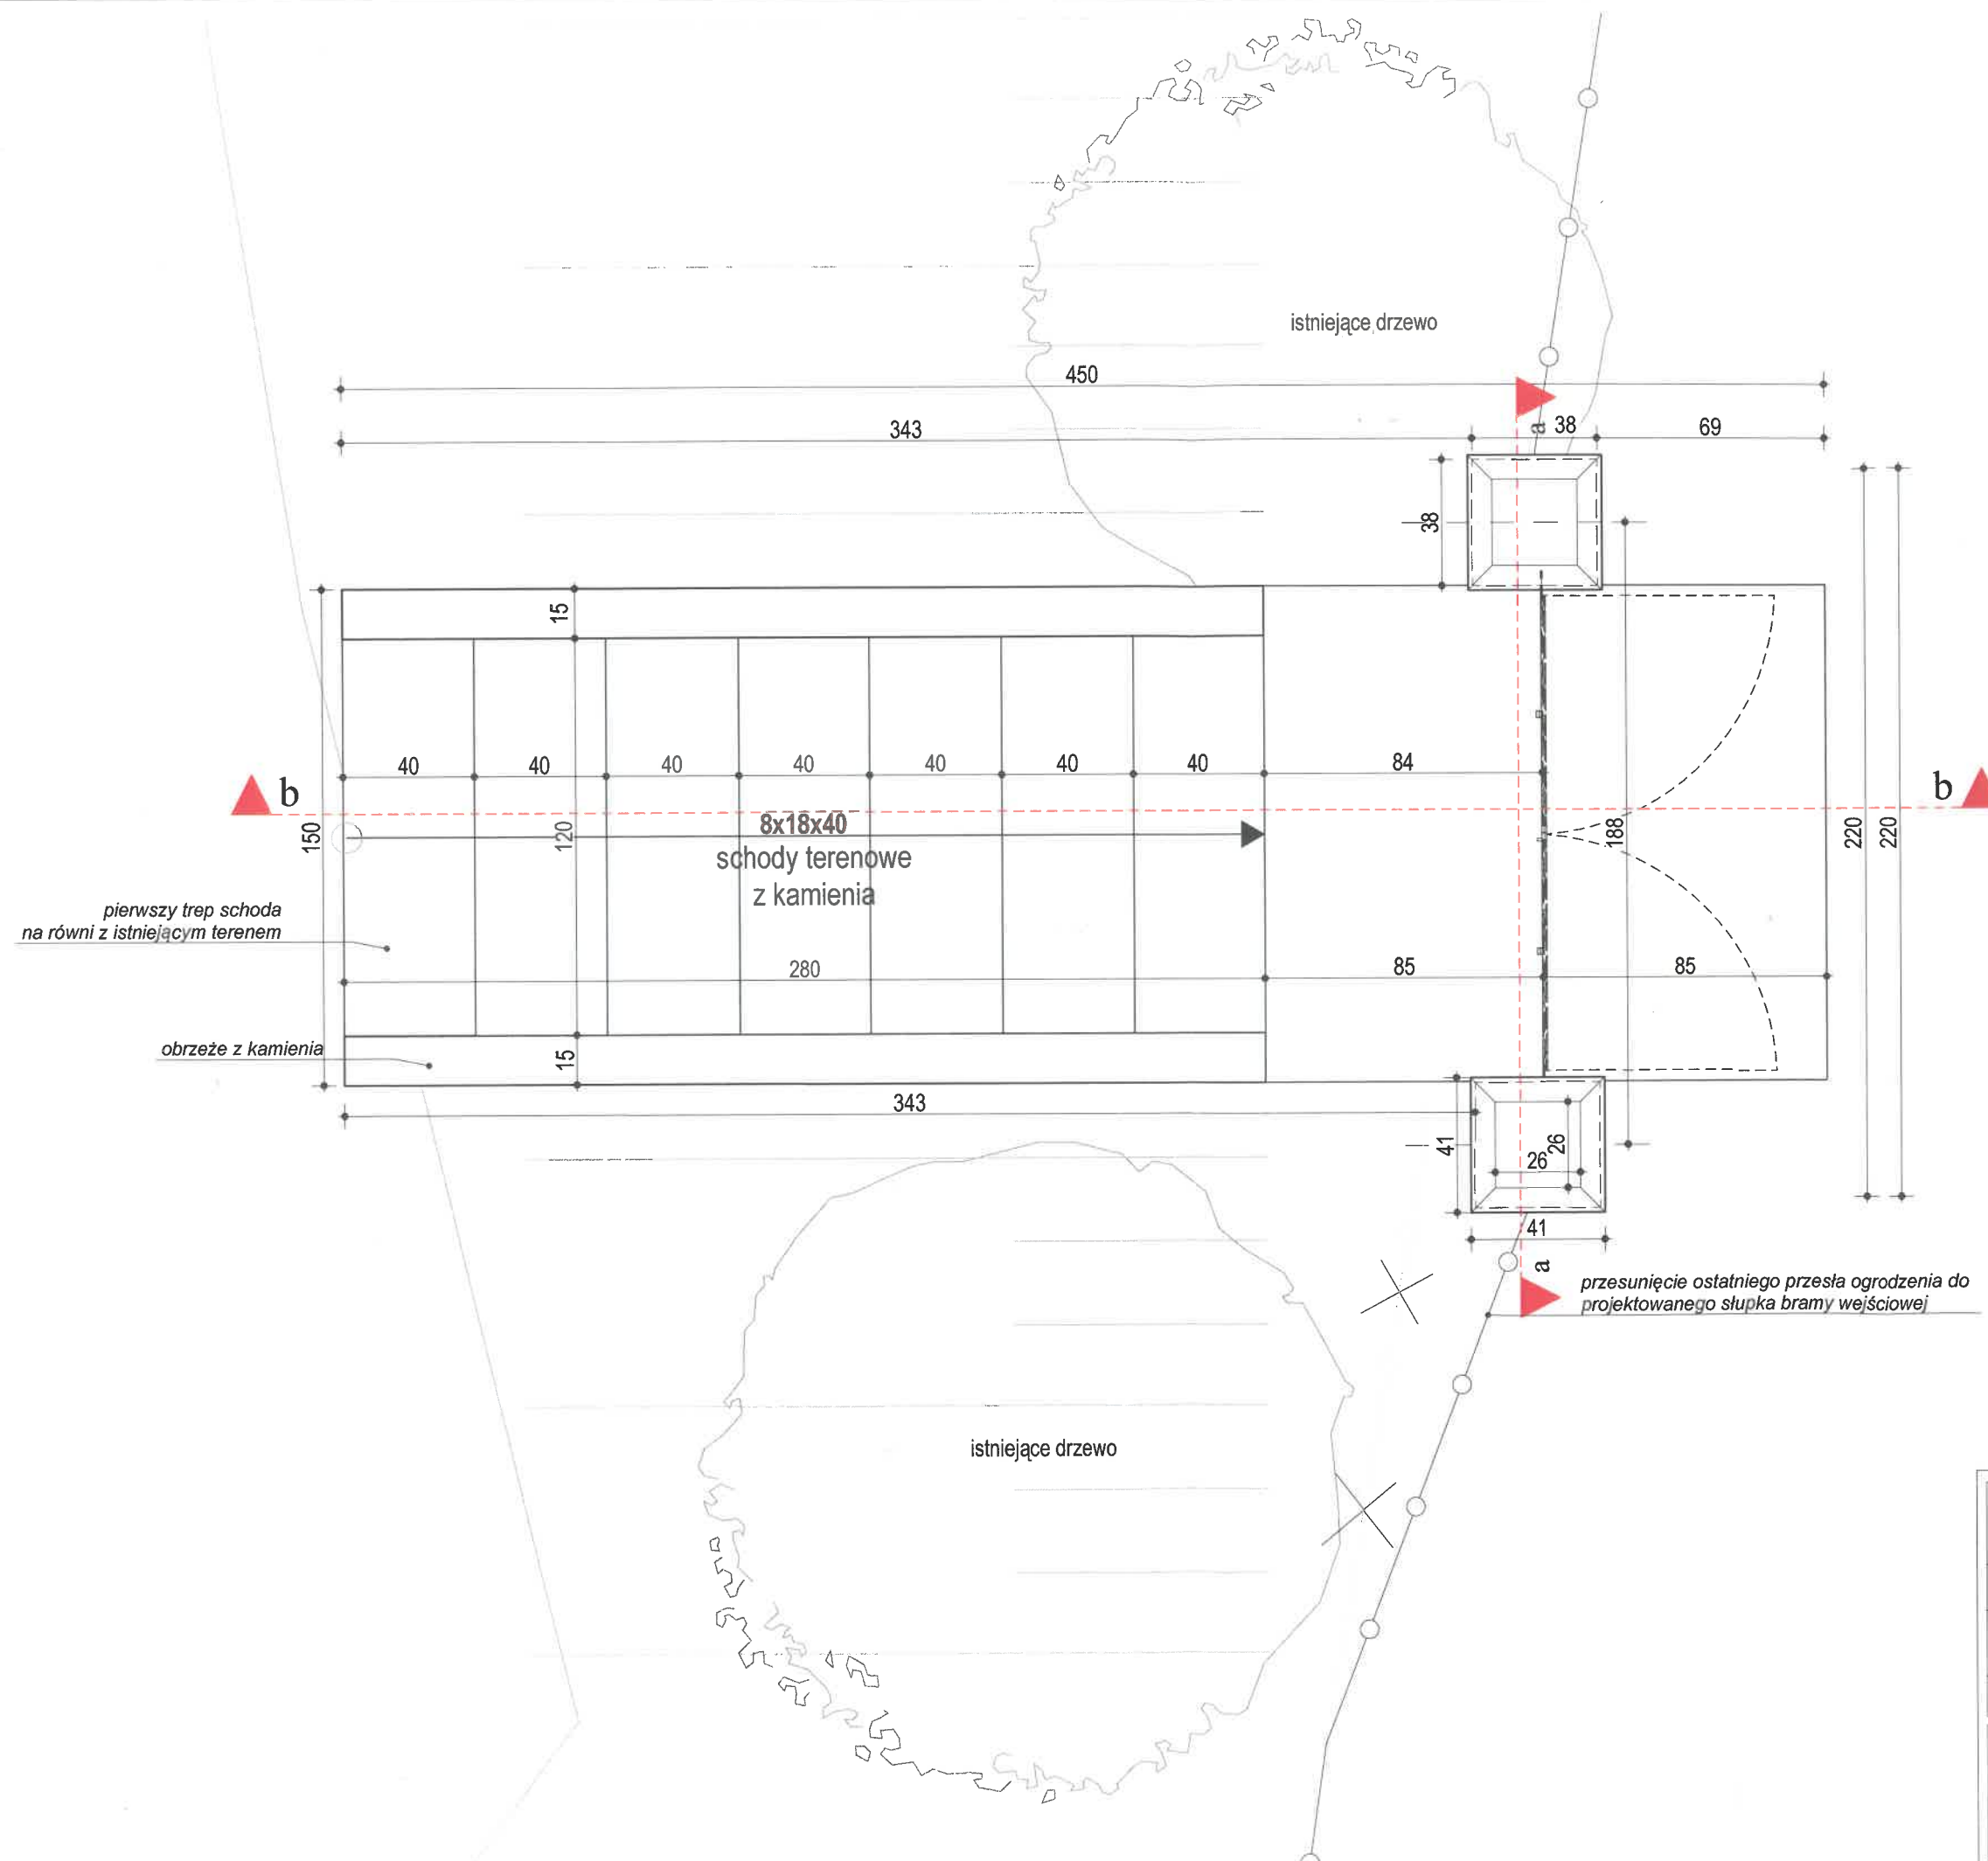 istniejące drzewo
450
343
a
38
69
38
15
40
40
40
40
40
40
40
84
b
b
150
120
8x18x40
schody terenowe
z kamienia
188
220
220
pierwszy trep schoda
na równi z istniejącym terenem
280
85
85
obrzeże z kamienia
15
343
41
26
26
41
a
przesunięcie ostatniego przesła ogrodzenia do
projektowanego słupka bramy wejściowej
istniejące drzewo